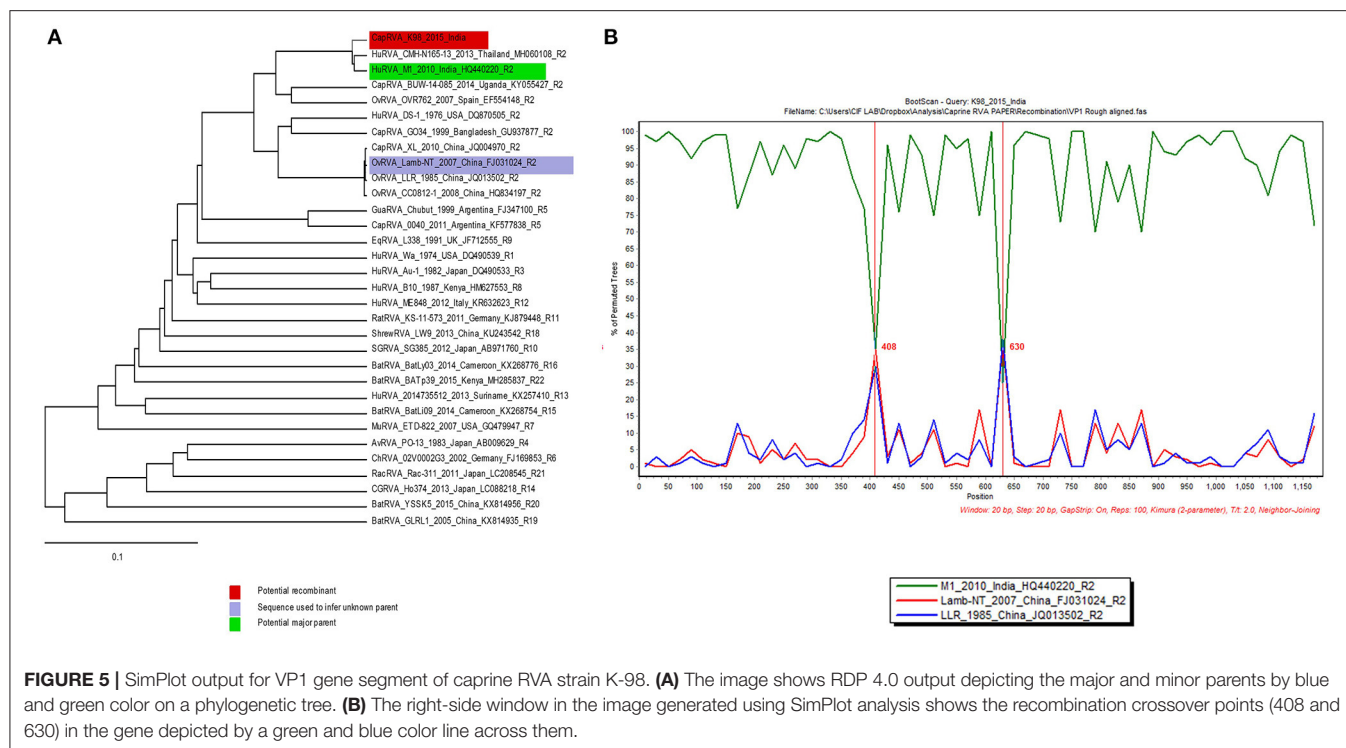 A
CapRVA_K98_2015_India
HuRVA_CMH-N165-13_2013_Thailand_MH060108_R2
HuRVA_M1_2010_India_HQ440220_R2
CapRVA_BUW-14-085_2014_Uganda_KY055427_R2
OvRVA_OVR762_2007_Spain_EF554148_R2
HuRVA_DS-1_1976_USA_DQ870505_R2
CapRVA_GO34_1999_Bangladesh_GU937877_R2
CapRVA_XL_2010_China_JQ004970_R2
OvRVA_Lamb-NT_2007_China_FJ031024_R2
OvRVA_LLR_1985_China_JQ013502_R2
OvRVA_CC0812-1_2008_China_HQ834197_R2
GuaRVA_Chubut_1999_Argentina_FJ347100_R5
CapRVA_0040_2011_Argentina_KF577838_R5
EqRVA_L338_1991_UK_JF712555_R9
HuRVA_Wa_1974_USA_DQ490539_R1
HuRVA_Au-1_1982_Japan_DQ490533_R3
HuRVA_B10_1987_Kenya_HM627553_R8
HuRVA_ME848_2012_Italy_KR632623_R12
RatRVA_KS-11-573_2011_Germany_KJ879448_R11
ShrewRVA_LW9_2013_China_KU243542_R18
SGRVA_SG385_2012_Japan_AB971760_R10
BatRVA_BatLy03_2014_Cameroon_KX268776_R16
BatRVA_BATp39_2015_Kenya_MH285837_R22
HuRVA_2014735512_2013_Suriname_KX257410_R13
BatRVA_BatLi09_2014_Cameroon_KX268754_R15
MuRVA_ETD-822_2007_USA_GQ479947_R7
AvRVA_PO-13_1983_Japan_AB009629_R4
ChRVA_02V0002G3_2002_Germany_FJ169853_R6
RacRVA_Rac-311_2011_Japan_LC208545_R21
CGRVA_Ho374_2013_Japan_LC088218_R14
BatRVA_YSSK5_2015_China_KX814956_R20
BatRVA_GLRL1_2005_China_KX814935_R19
0.1
Potential recombinant
Sequence used to infer unknown parent
Potential major parent
B
BootScan - Query: K98_2015_India
FileName: C:\Users\CIF LAB\Dropbox\Analysis\Caprine RVA PAPER\Recombination\VP1 Rough aligned.fas
% of Permuted Trees
100
95
90
85
80
75
70
65
60
55
50
45
40
35
30
25
20
15
10
5
0
408
630
0 50 100 150 200 250 300 350 400 450 500 550 600 650 700 750 800 850 900 950 1,000 1,050 1,100 1,150
Position
Window: 20 bp, Step: 20 bp, GapStrip: On, Reps: 100, Kimura (2-parameter), T/t: 2.0, Neighbor-Joining
M1_2010_India_HQ440220_R2
Lamb-NT_2007_China_FJ031024_R2
LLR_1985_China_JQ013502_R2
FIGURE 5 | SimPlot output for VP1 gene segment of caprine RVA strain K-98. (A) The image shows RDP 4.0 output depicting the major and minor parents by blue
and green color on a phylogenetic tree. (B) The right-side window in the image generated using SimPlot analysis shows the recombination crossover points (408 and
630) in the gene depicted by a green and blue color line across them.